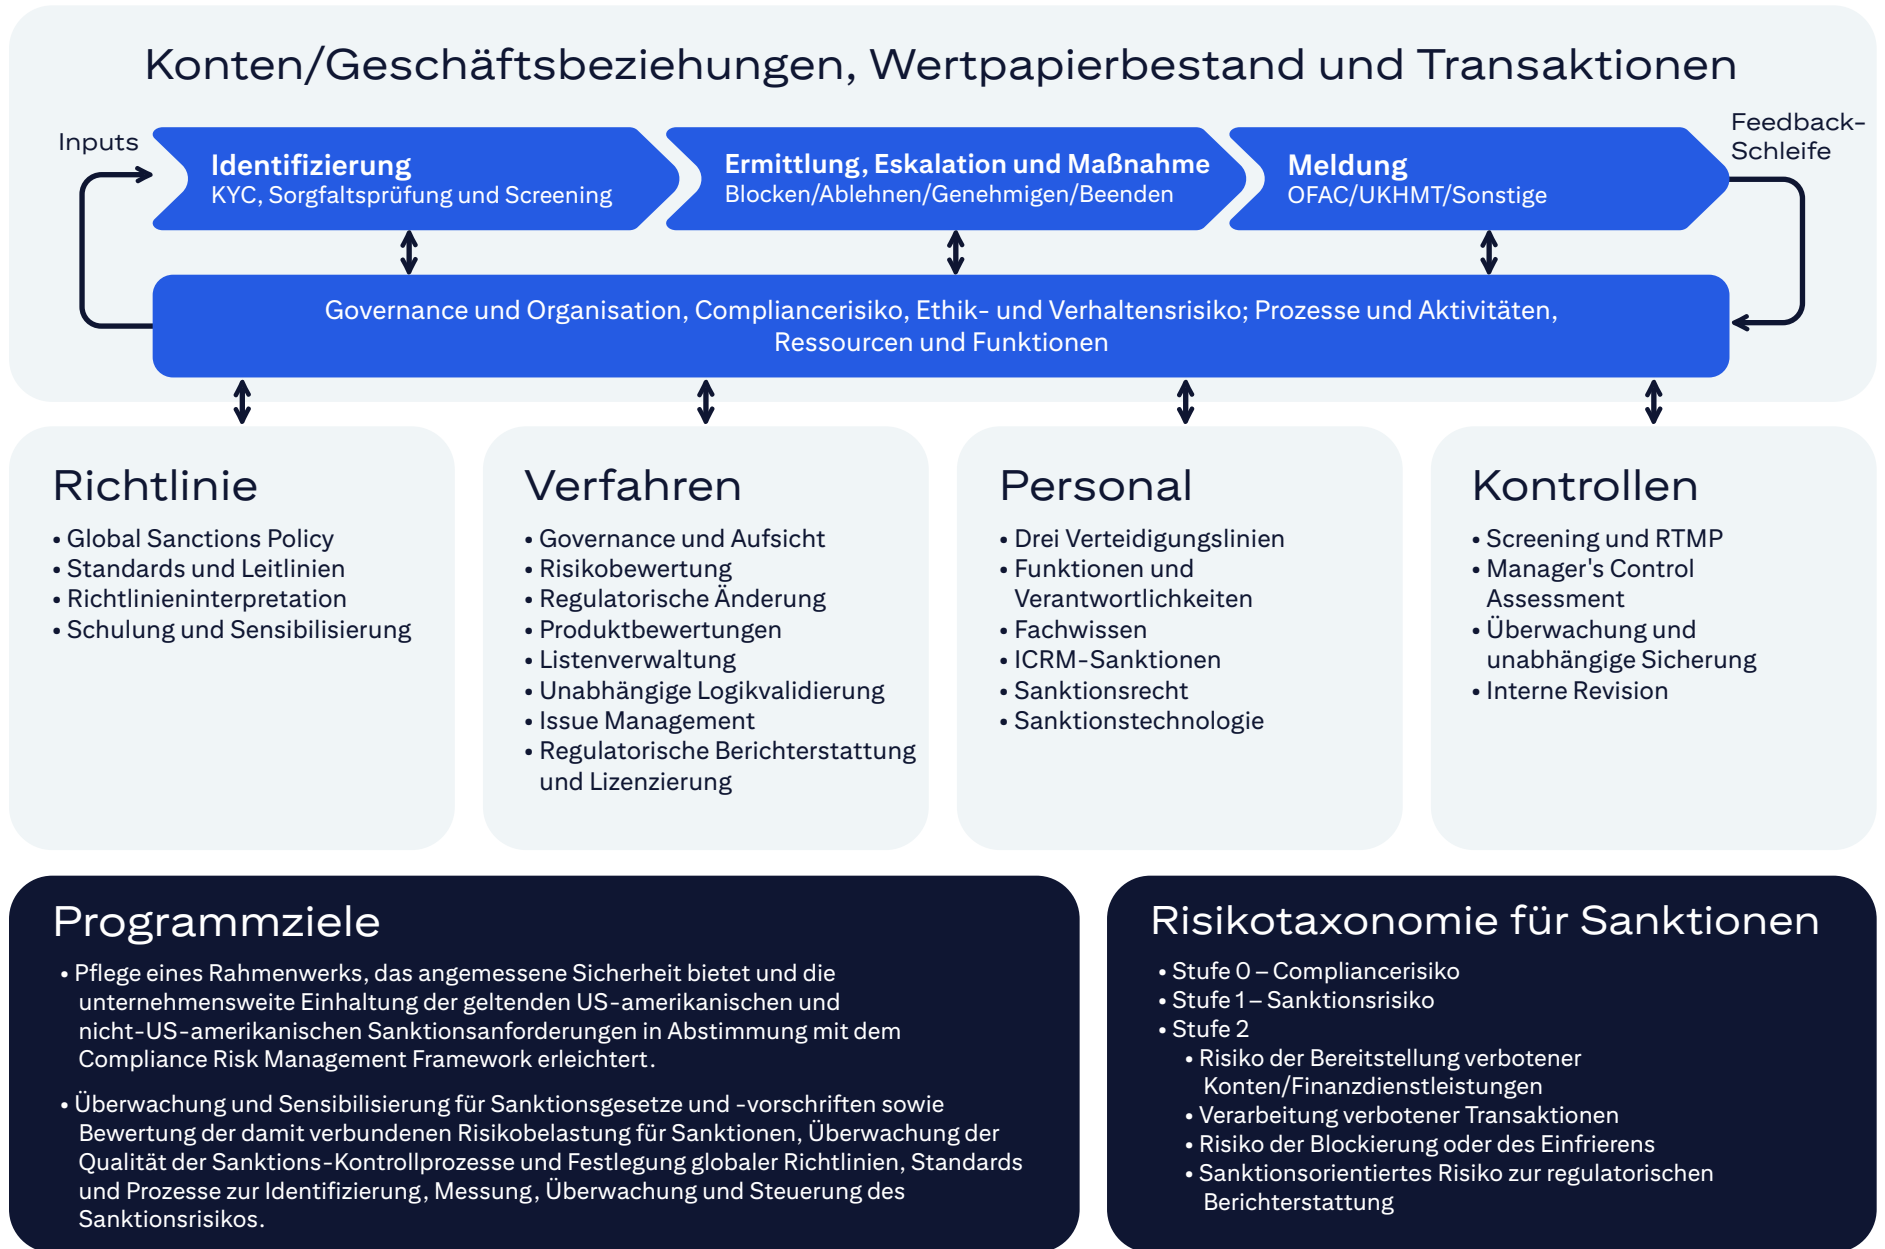 Konten/Geschäftsbeziehungen, Wertpapierbestand und Transaktionen
Inputs
Identifizierung
KYC, Sorgfaltsprüfung und Screening
Ermittlung, Eskalation und Maßnahme
Blocken/Ablehnen/Genehmigen/Beenden
Meldung
OFAC/UKHMT/Sonstige
Feedback-
Schleife
Governance und Organisation, Compliancerisiko, Ethik- und Verhaltensrisiko; Prozesse und Aktivitäten,
Ressourcen und Funktionen
Richtlinie
• Global Sanctions Policy
• Standards und Leitlinien
• Richtlinieninterpretation
• Schulung und Sensibilisierung
Verfahren
• Governance und Aufsicht
• Risikobewertung
• Regulatorische Änderung
• Produktbewertungen
• Listenverwaltung
• Unabhängige Logikvalidierung
• Issue Management
• Regulatorische Berichterstattung
und Lizenzierung
Personal
• Drei Verteidigungslinien
• Funktionen und
Verantwortlichkeiten
• Fachwissen
• ICRM-Sanktionen
• Sanktionsrecht
• Sanktionstechnologie
Kontrollen
• Screening und RTMP
• Manager's Control
Assessment
• Überwachung und
unabhängige Sicherung
• Interne Revision
Programmziele
• Pflege eines Rahmenwerks, das angemessene Sicherheit bietet und die
unternehmensweite Einhaltung der geltenden US-amerikanischen und
nicht-US-amerikanischen Sanktionsanforderungen in Abstimmung mit dem
Compliance Risk Management Framework erleichtert.
• Überwachung und Sensibilisierung für Sanktionsgesetze und -vorschriften sowie
Bewertung der damit verbundenen Risikobelastung für Sanktionen, Überwachung der
Qualität der Sanktions-Kontrollprozesse und Festlegung globaler Richtlinien, Standards
und Prozesse zur Identifizierung, Messung, Überwachung und Steuerung des
Sanktionsrisikos.
Risikotaxonomie für Sanktionen
• Stufe 0 – Compliancerisiko
• Stufe 1 – Sanktionsrisiko
• Stufe 2
• Risiko der Bereitstellung verbotener
Konten/Finanzdienstleistungen
• Verarbeitung verbotener Transaktionen
• Risiko der Blockierung oder des Einfrierens
• Sanktionsorientiertes Risiko zur regulatorischen
Berichterstattung